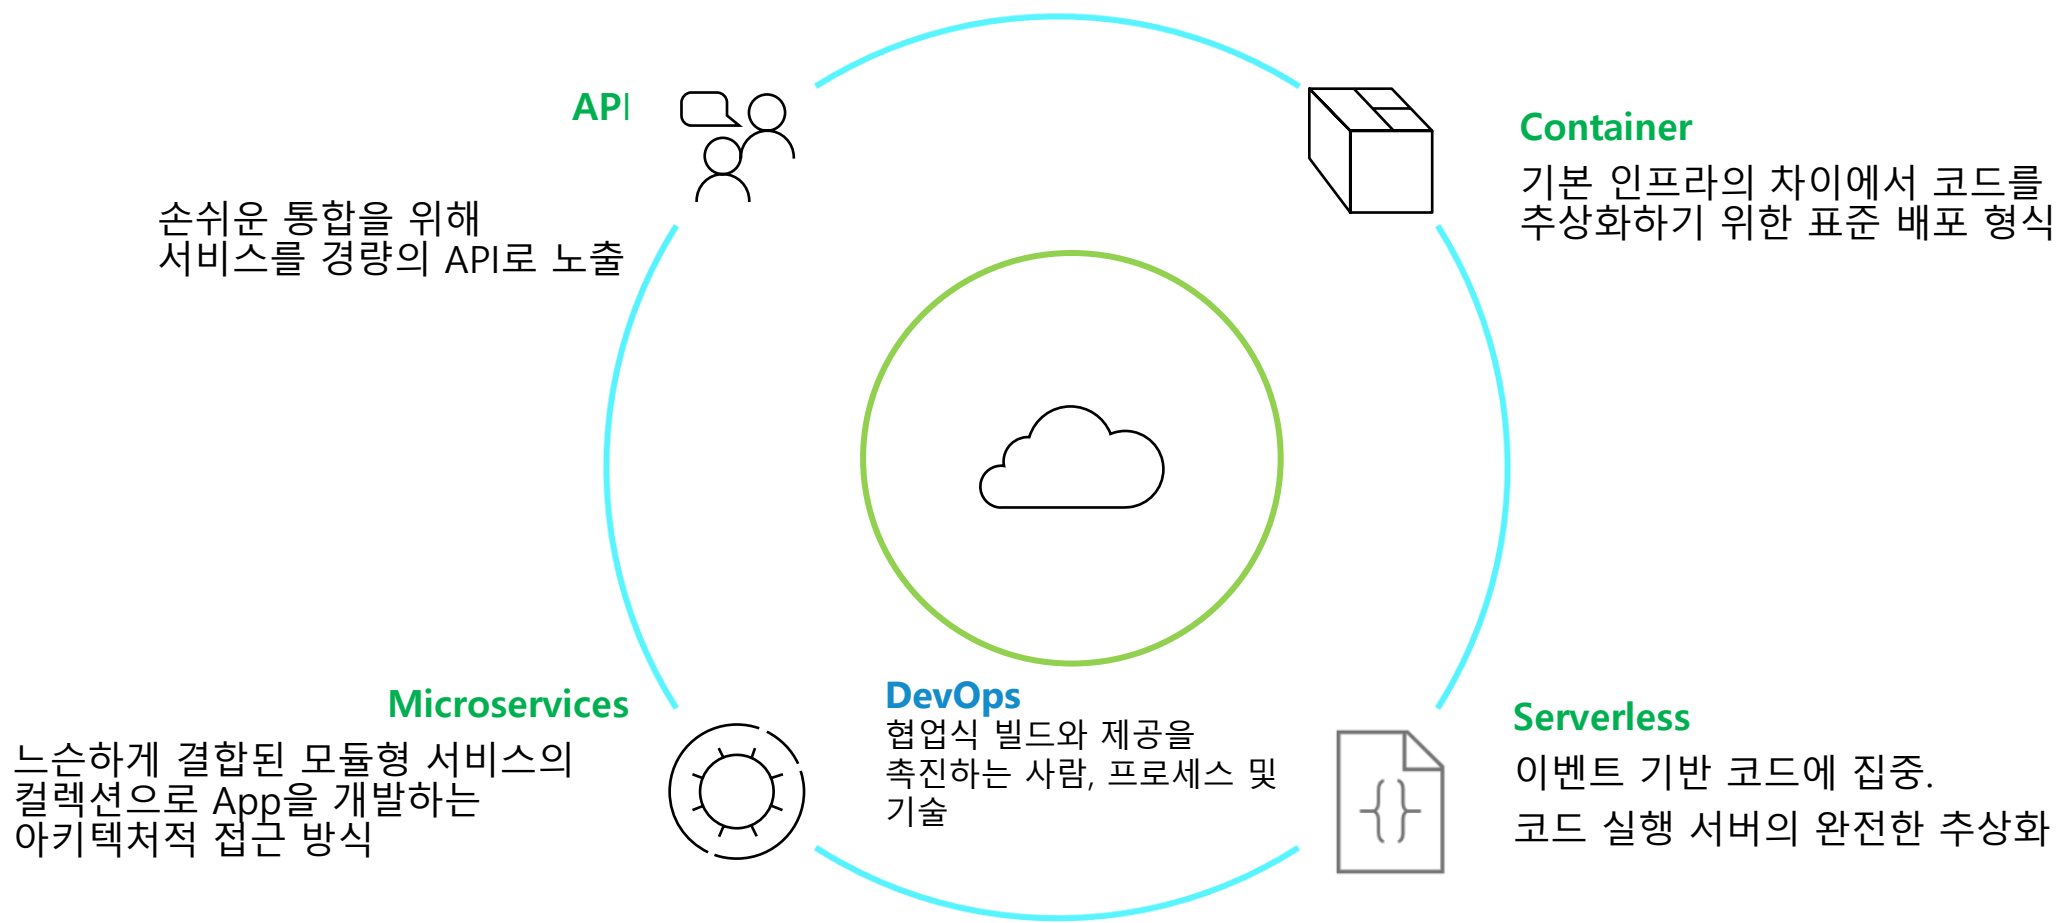 API
손쉬운 통합을 위해
서비스를 경량의 API로 노출
Container
기본 인프라의 차이에서 코드를
추상화하기 위한 표준 배포 형식
Microservices
느슨하게 결합된 모듈형 서비스의
컬렉션으로 App을 개발하는
아키텍처적 접근 방식
DevOps
협업식 빌드와 제공을
촉진하는 사람, 프로세스 및
기술
Serverless
이벤트 기반 코드에 집중.
코드 실행 서버의 완전한 추상화